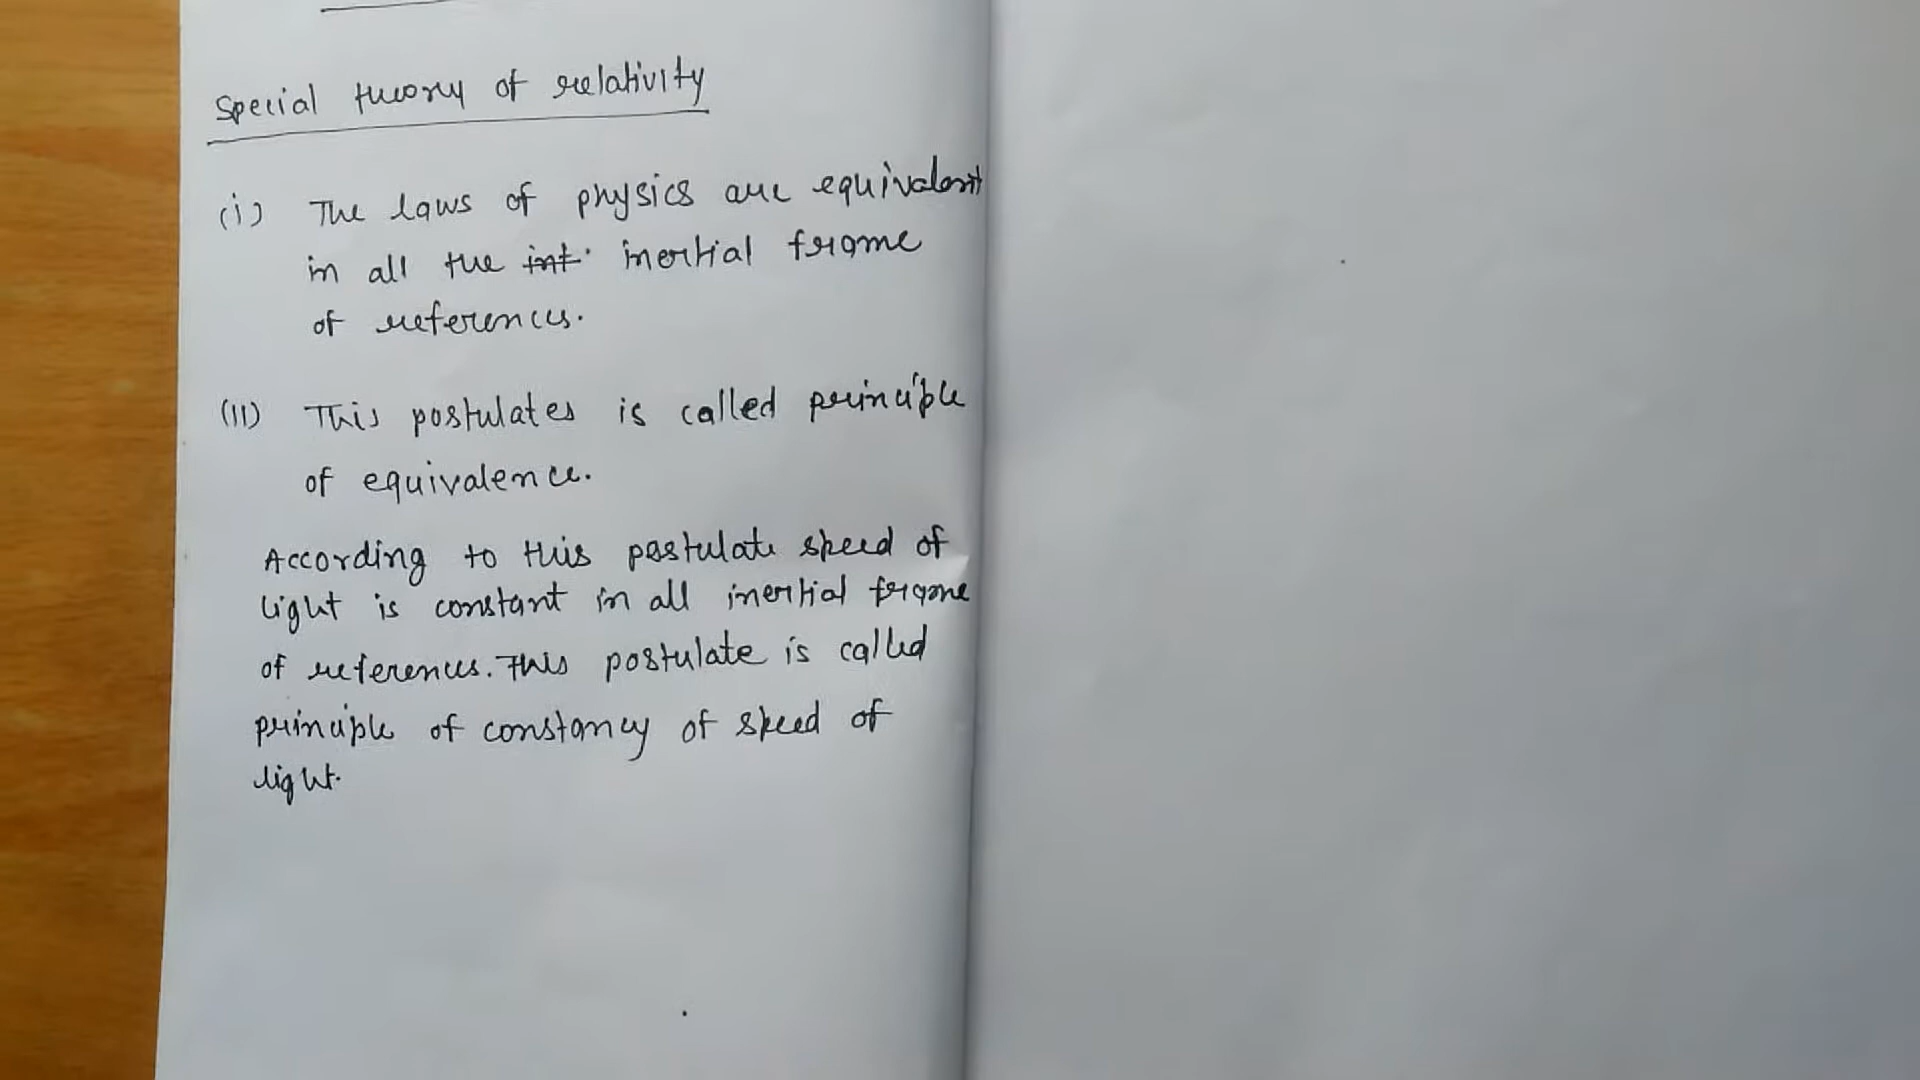 Special theory of relativity
(i) The laws of physics are equivalent
in all the int. inertial frame
of references.
(II) This postulates is called principle
of equivalence.
According to this postulate speed of
light is constant in all inertial frame
of references. This postulate is called
principle of constancy of speed of
light.